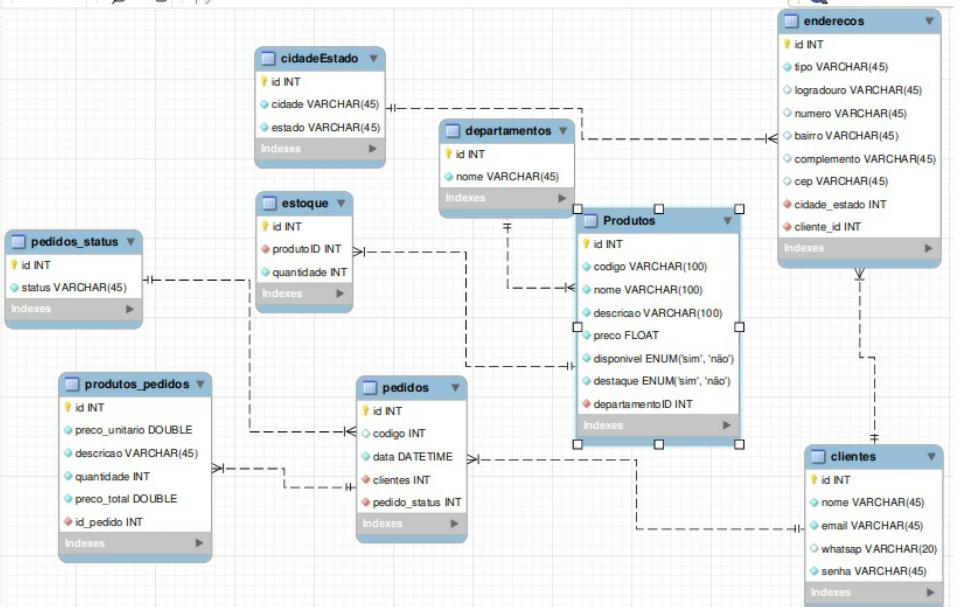 enderecos
id INT
tipo VARCHAR(45)
logradouro VARCHAR(45)
numero VARCHAR(45)
bairro VARCHAR(45)
complemento VARCHAR(45)
cep VARCHAR(45)
cidade_estado INT
cliente_id INT
Indexes
cidadeEstado
id INT
cidade VARCHAR(45)
estado VARCHAR(45)
Indexes
departamentos
id INT
nome VARCHAR(45)
Indexes
estoque
id INT
produtoID INT
quantidade INT
Indexes
Produtos
id INT
codigo VARCHAR(100)
nome VARCHAR(100)
descricao VARCHAR(100)
preco FLOAT
disponivel ENUM('sim', 'não')
destaque ENUM('sim', 'não')
departamentoID INT
Indexes
pedidos_status
id INT
status VARCHAR(45)
Indexes
produtos_pedidos
id INT
preco_unitario DOUBLE
descricao VARCHAR(45)
quantidade INT
preco_total DOUBLE
id_pedido INT
Indexes
pedidos
id INT
codigo INT
data DATETIME
clientes INT
pedido_status INT
Indexes
clientes
id INT
nome VARCHAR(45)
email VARCHAR(45)
whatsap VARCHAR(20)
senha VARCHAR(45)
Indexes